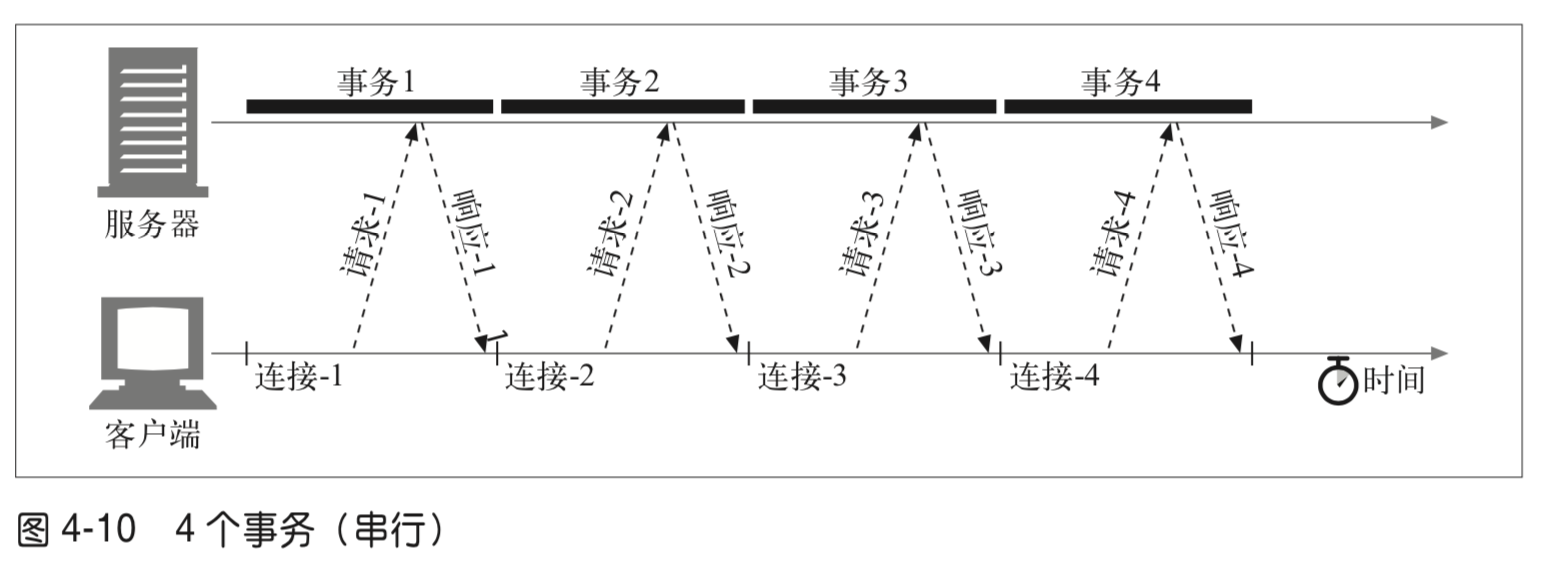 事务1 事务2 事务3 事务4
请求-1 响应-1 请求-2 响应-2 请求-3 响应-3 请求-4 响应-4
服务器
1
连接-1 连接-2 连接-3 连接-4 时间
客户端
图 4-10 4 个事务（串行）